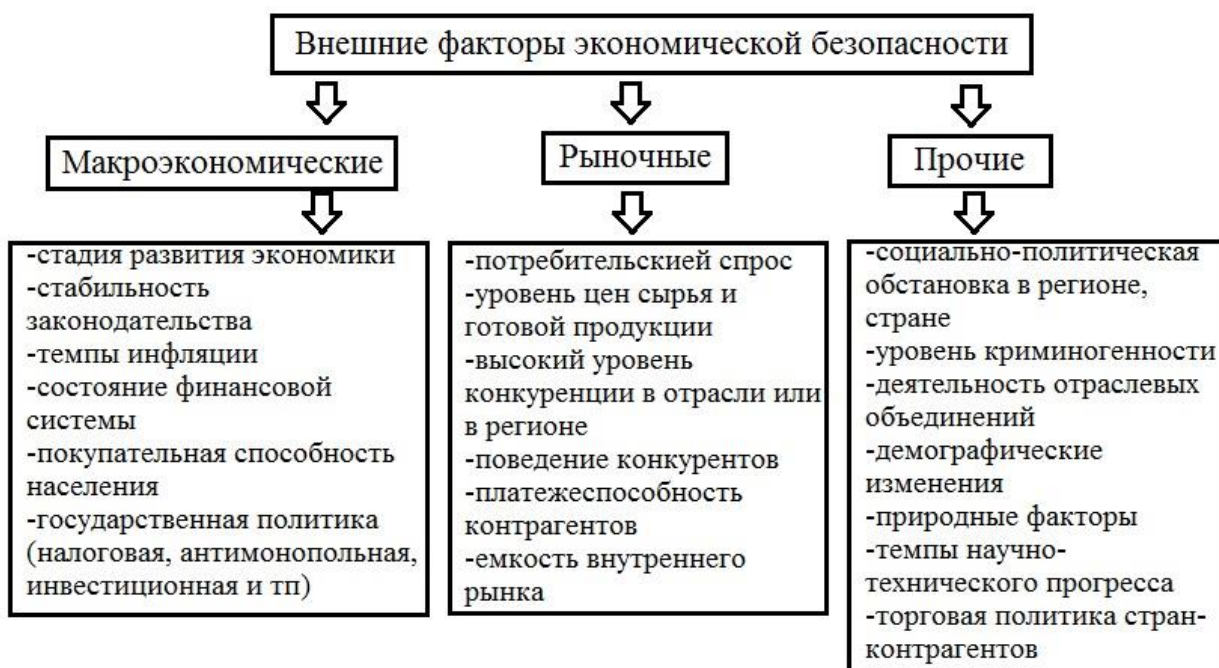 Внешние факторы экономической безопасности
Макроэкономические
-стадия развития экономики
-стабильность
законодательства
-темпы инфляции
-состояние финансовой
системы
-покупательная способность
населения
-государственная политика
(налоговая, антимонопольная,
инвестиционная и тп)
Рыночные
-потребительскией спрос
-уровень цен сырья и
готовой продукции
-высокий уровень
конкуренции в отрасли или
в регионе
-поведение конкурентов
-платежеспособность
контрагентов
-емкость внутреннего
рынка
Прочие
-социально-политическая
обстановка в регионе,
стране
-уровень криминогенности
-деятельность отраслевых
объединений
-демографические
изменения
-природные факторы
-темпы научно-
технического прогресса
-торговая политика стран-
контрагентов